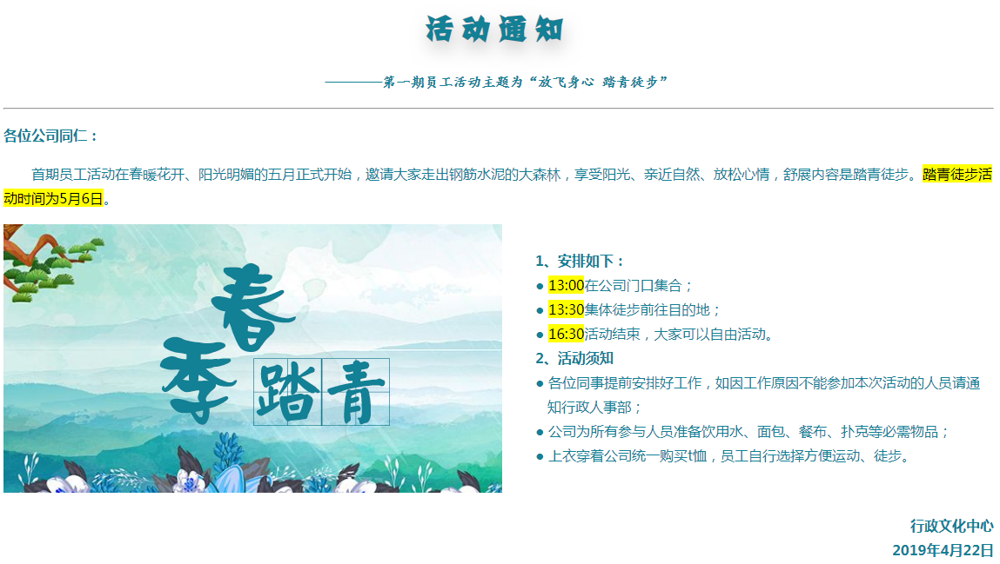 活动通知
————第一期员工活动主题为“放飞身心 踏青徒步”
各位公司同仁：
首期员工活动在春暖花开、阳光明媚的五月正式开始，邀请大家走出钢筋水泥的大森林，享受阳光、亲近自然、放松心情，舒展内容是踏青徒步。踏青徒步活
动时间为5月6日。
春
季
踏青
1、安排如下：
● 13:00在公司门口集合；
● 13:30集体徒步前往目的地；
● 16:30活动结束，大家可以自由活动。
2、活动须知
● 各位同事提前安排好工作，如因工作原因不能参加本次活动的人员请通
知行政人事部；
● 公司为所有参与人员准备饮用水、面包、餐布、扑克等必需物品；
● 上衣穿着公司统一购买t恤，员工自行选择方便运动、徒步。
行政文化中心
2019年4月22日